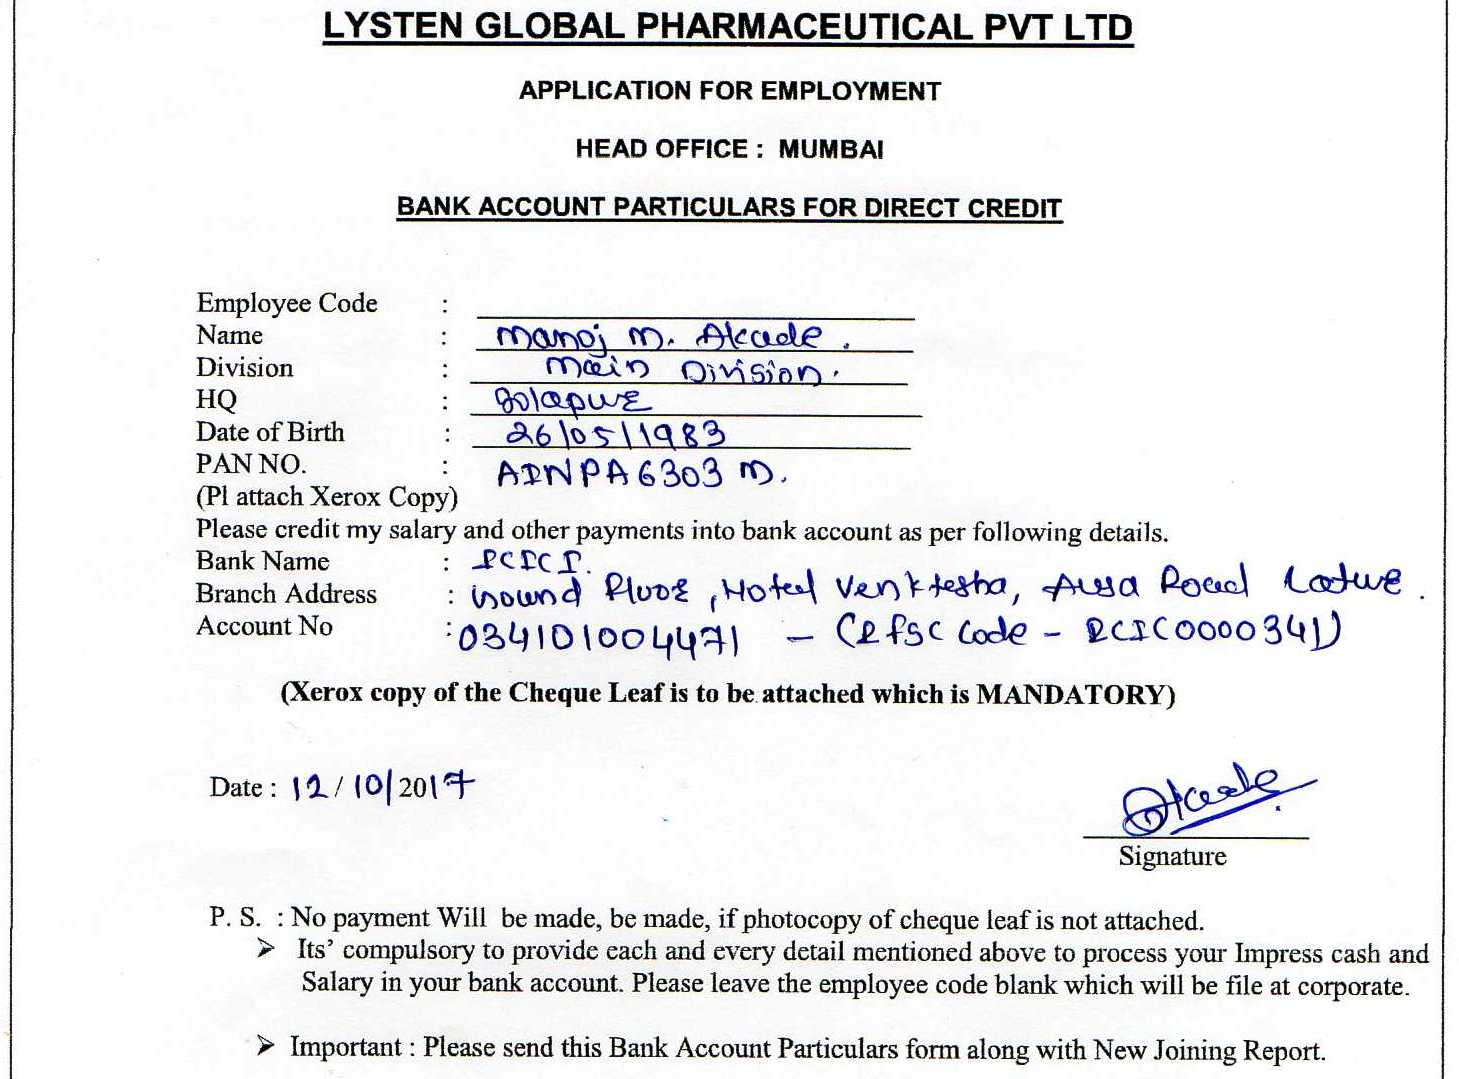 LYSTEN GLOBAL PHARMACEUTICAL PVT LTD
APPLICATION FOR EMPLOYMENT
HEAD OFFICE : MUMBAI
BANK ACCOUNT PARTICULARS FOR DIRECT CREDIT
Employee Code :
Name : Manoj M. Akade.
Division : Main Division.
HQ : Solapur
Date of Birth : 26/05/1983
PAN NO. : AINPA6303M.
(Pl attach Xerox Copy)
Please credit my salary and other payments into bank account as per following details.
Bank Name : ICICI.
Branch Address : Floor, Hotel Venktesha, Ausa Road Latur.
Account No : 034101004471 - (IFSC Code - ICIC0000341)
(Xerox copy of the Cheque Leaf is to be attached which is MANDATORY)
Date : 12/10/2017
Akade
Signature
P. S. : No payment Will be made, be made, if photocopy of cheque leaf is not attached.
➢ Its’ compulsory to provide each and every detail mentioned above to process your Impress cash and
Salary in your bank account. Please leave the employee code blank which will be file at corporate.
➢ Important : Please send this Bank Account Particulars form along with New Joining Report.